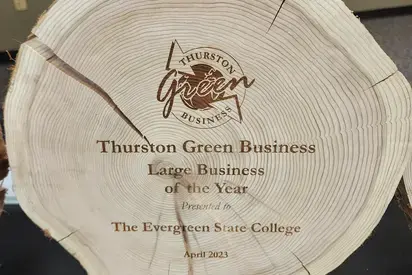 THURSTON
green
BUSINESS
Thurston Green Business
Large Business
of the Year
Presented to
The Evergreen State College
April 2023